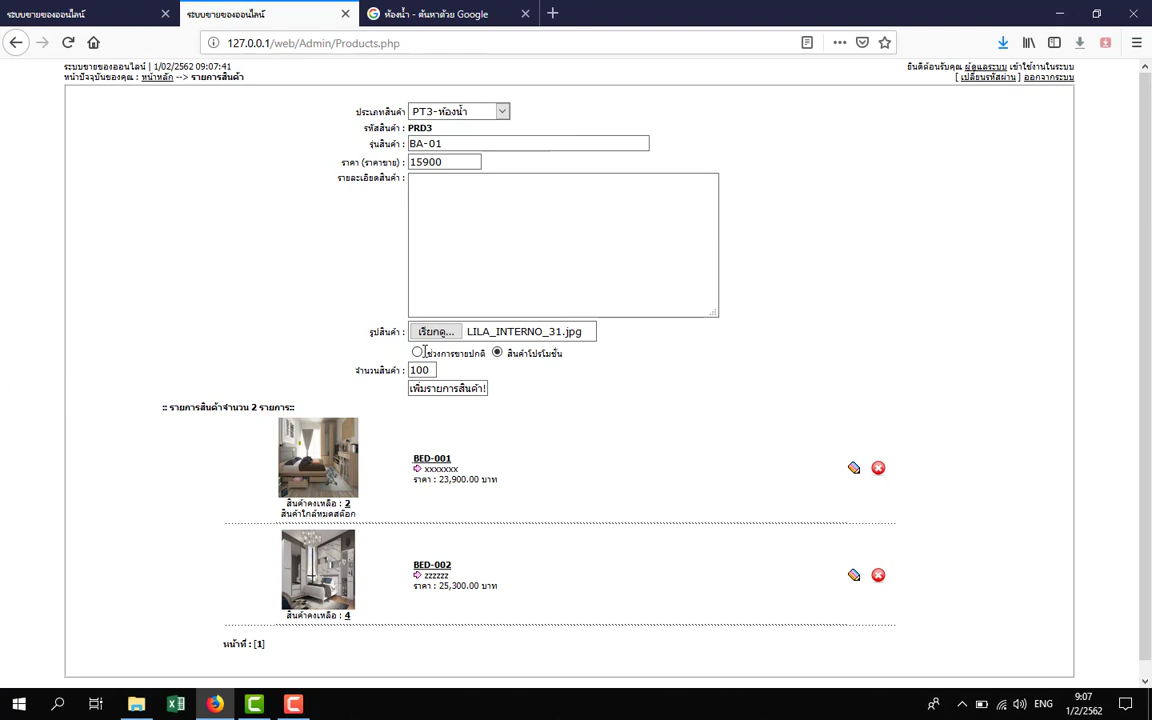 ระบบขายของออนไลน์
ระบบขายของออนไลน์
ห้องน้ำ - ค้นหาด้วย Google
127.0.0.1/web/Admin/Products.php
ระบบขายของออนไลน์ | 1/02/2562 09:07:41
ยินดีต้อนรับคุณ ผู้ดูแลระบบ เข้าใช้งานในระบบ
หน้าปัจจุบันของคุณ : หน้าหลัก --> รายการสินค้า
[ เปลี่ยนรหัสผ่าน ] ออกจากระบบ
ประเภทสินค้า PT3-ห้องน้ำ
รหัสสินค้า : PRD3
รุ่นสินค้า : BA-01
ราคา (ราคาขาย) : 15900
รายละเอียดสินค้า :
รูปสินค้า : เรียกดู... LILA_INTERNO_31.jpg
ช่วงการขายปกติ สินค้าโปรโมชั่น
จำนวนสินค้า : 100
เพิ่มรายการสินค้า!
:: รายการสินค้าจำนวน 2 รายการ::
BED-001
xxxxxxx
ราคา : 23,900.00 บาท
สินค้าคงเหลือ : 2
สินค้าใกล้หมดสต๊อก
BED-002
zzzzzz
ราคา : 25,300.00 บาท
สินค้าคงเหลือ : 4
หน้าที่ : [1]
ENG
9:07
1/2/2562